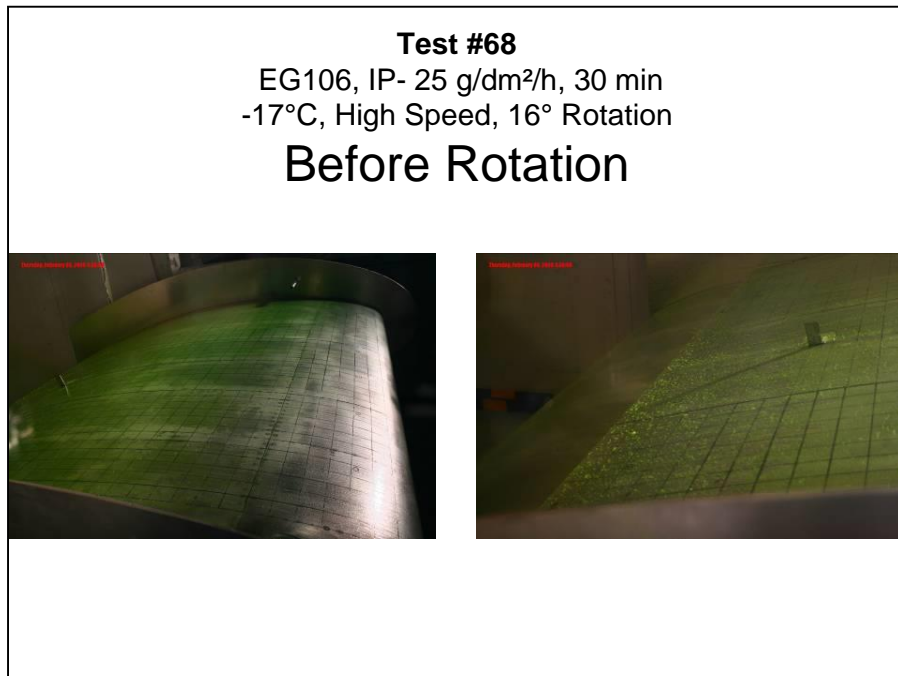 Test #68
EG106, IP- 25 g/dm²/h, 30 min
-17°C, High Speed, 16° Rotation
Before Rotation